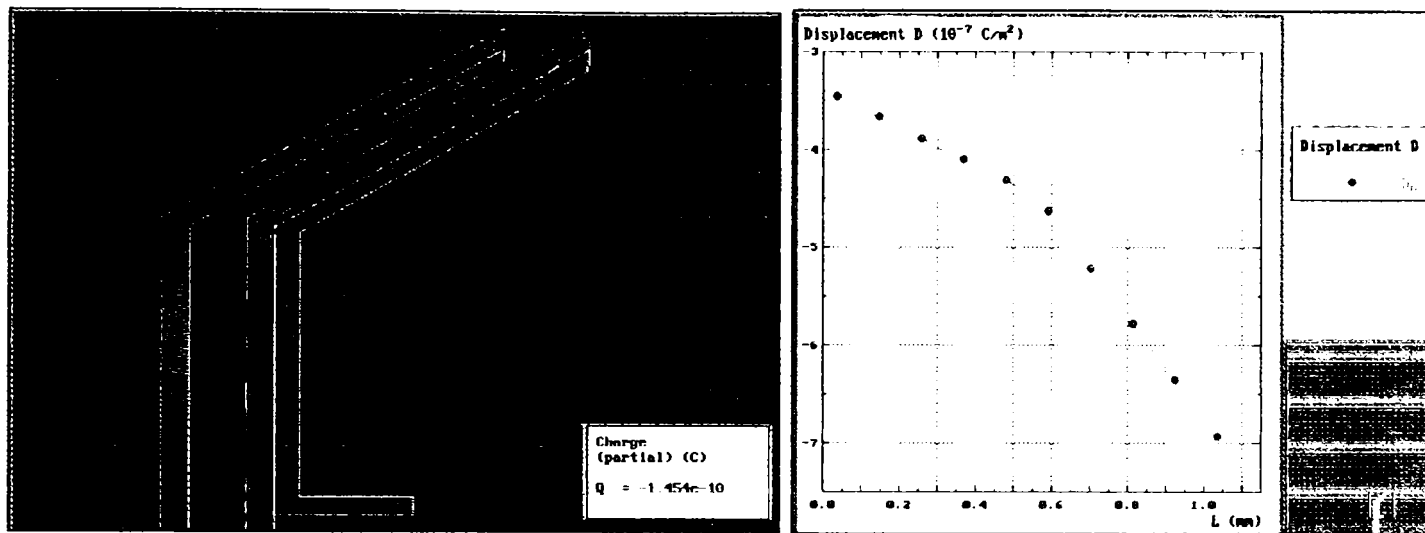 Charge
(partial) (C)
Q = -1.454e-10
Displacement D (10⁻⁷ C/m²)
-3
-4
-5
-6
-7
0.0 0.2 0.4 0.6 0.8 1.0
L (mm)
Displacement D